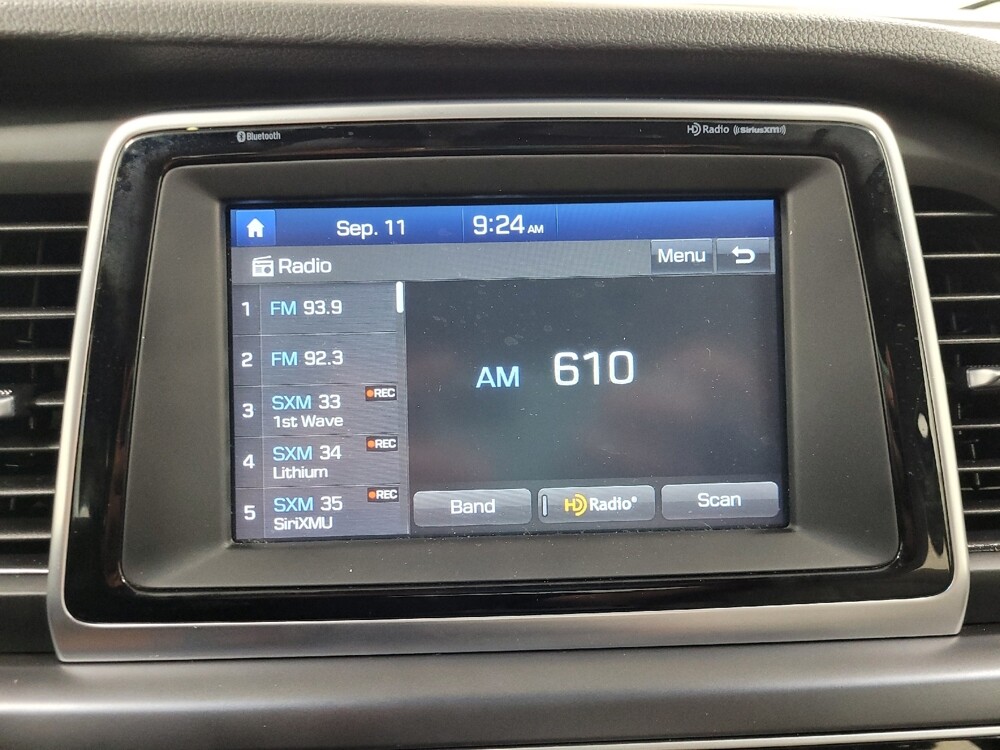 Bluetooth
HD Radio ((SiriusXM))
Sep. 11 9:24 AM
Radio
Menu
1 FM 93.9
2 FM 92.3
3 SXM 33 REC
1st Wave
4 SXM 34 REC
Lithium
5 SXM 35 REC
SiriXMU
AM 610
Band
HD Radio®
Scan